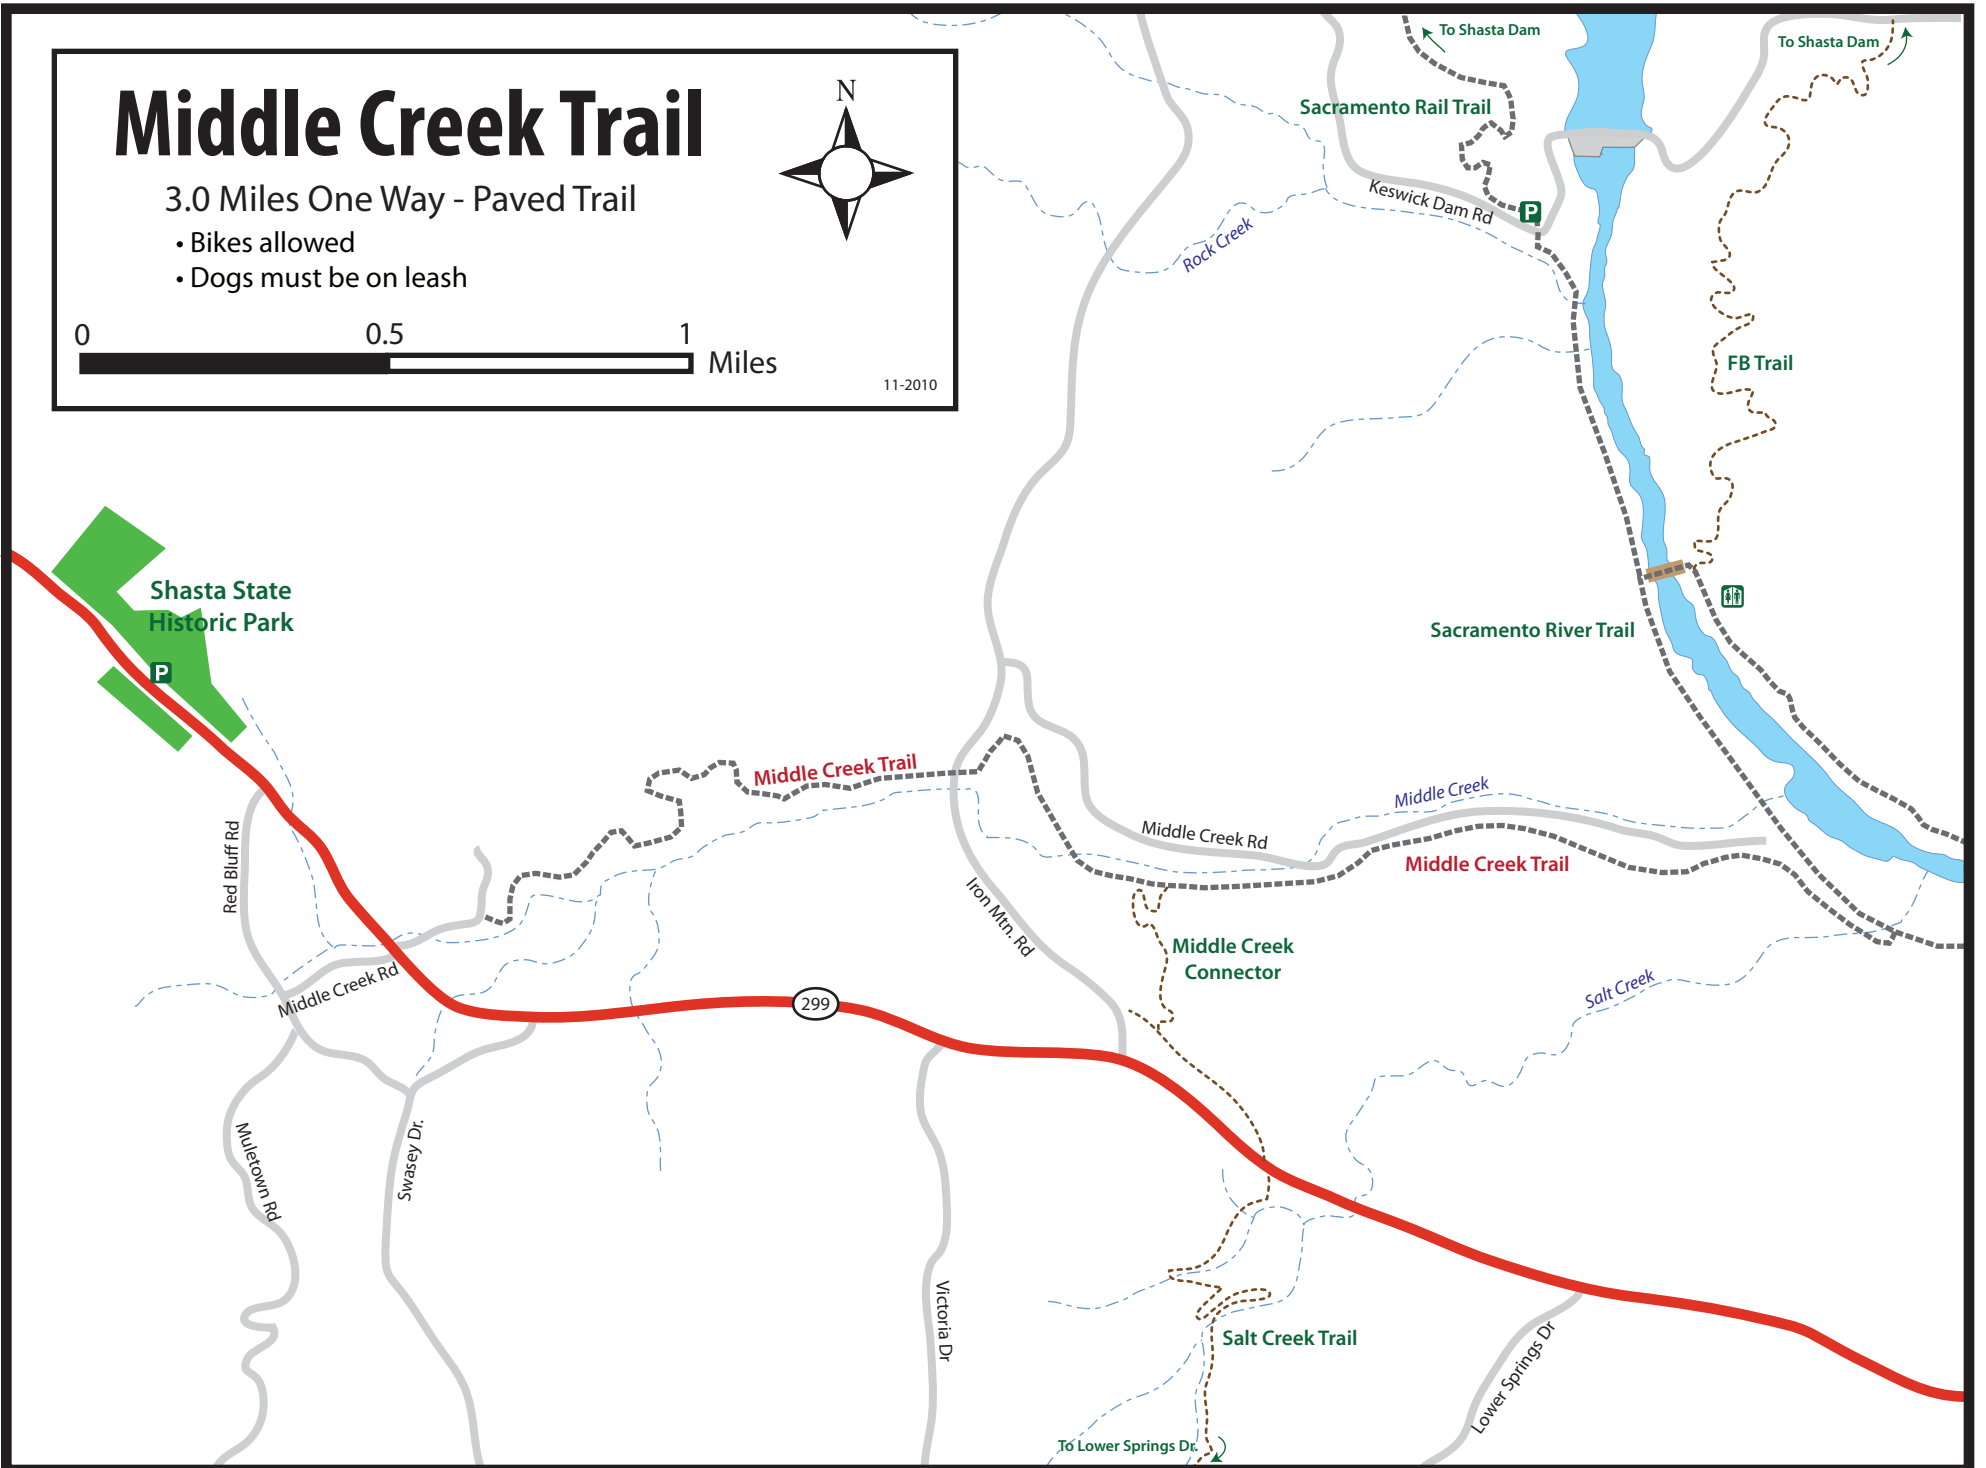 Middle Creek Trail
3.0 Miles One Way - Paved Trail
• Bikes allowed
• Dogs must be on leash
N
0 0.5 1
Miles
11-2010
To Shasta Dam
To Shasta Dam
Sacramento Rail Trail
Keswick Dam Rd
P
Rock Creek
FB Trail
Shasta State
Historic Park
P
Sacramento River Trail
Middle Creek Trail
Middle Creek
Middle Creek Rd
Middle Creek Trail
Red Bluff Rd
Iron Mtn. Rd
Middle Creek
Connector
Middle Creek Rd
Salt Creek
299
Muletown Rd
Swasey Dr.
Victoria Dr
Salt Creek Trail
Lower Springs Dr
To Lower Springs Dr.